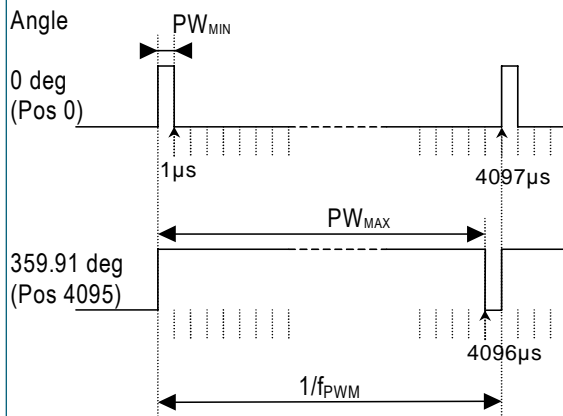 Angle
PWMIN
0 deg
(Pos 0)
1µs
4097µs
PWMAX
359.91 deg
(Pos 4095)
4096µs
1/fPWM